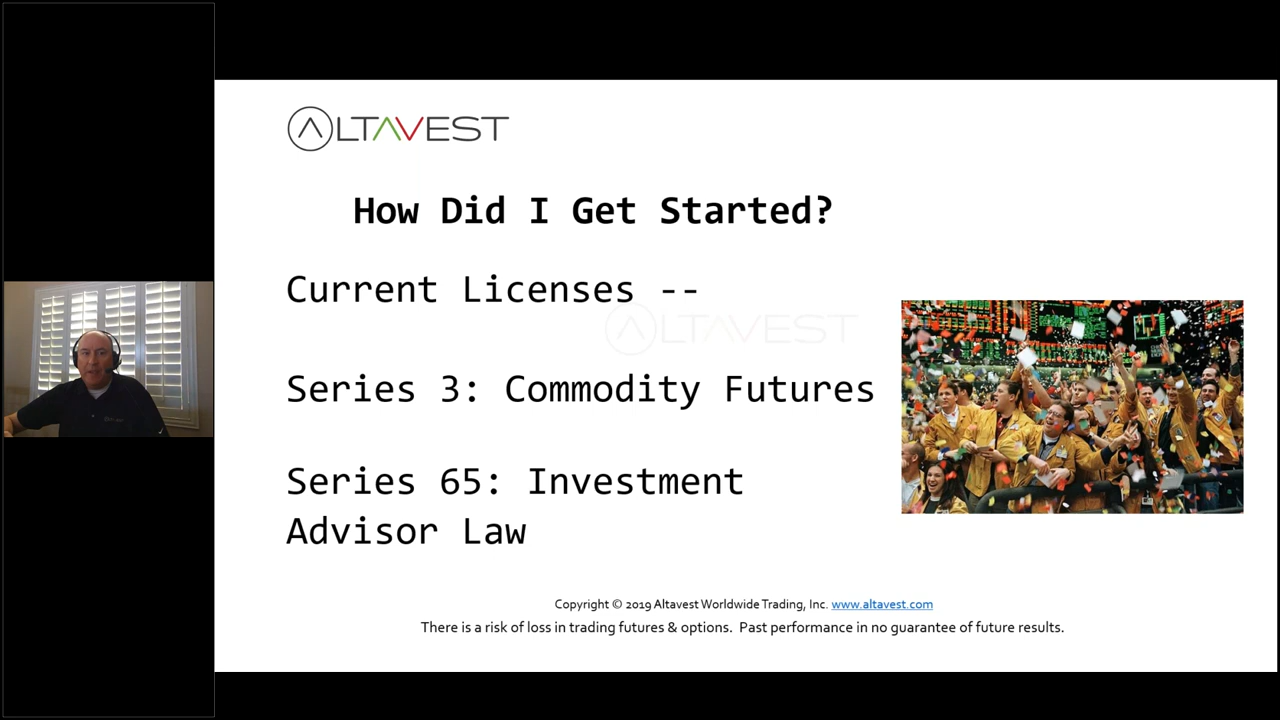 ALTAVEST
How Did I Get Started?
Current Licenses --
ALTAVEST
Series 3: Commodity Futures
Series 65: Investment
Advisor Law
Copyright © 2019 Altavest Worldwide Trading, Inc. www.altavest.com
There is a risk of loss in trading futures & options. Past performance in no guarantee of future results.